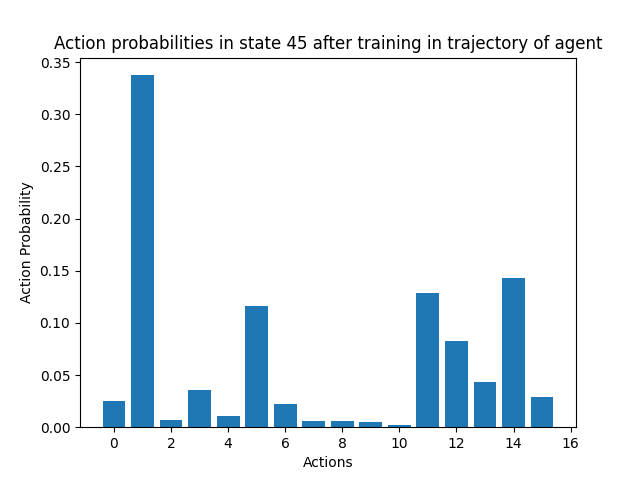 Action probabilities in state 45 after training in trajectory of agent
0.35
0.30
0.25
0.20
0.15
0.10
0.05
0.00
Action Probability
0 2 4 6 8 10 12 14 16
Actions